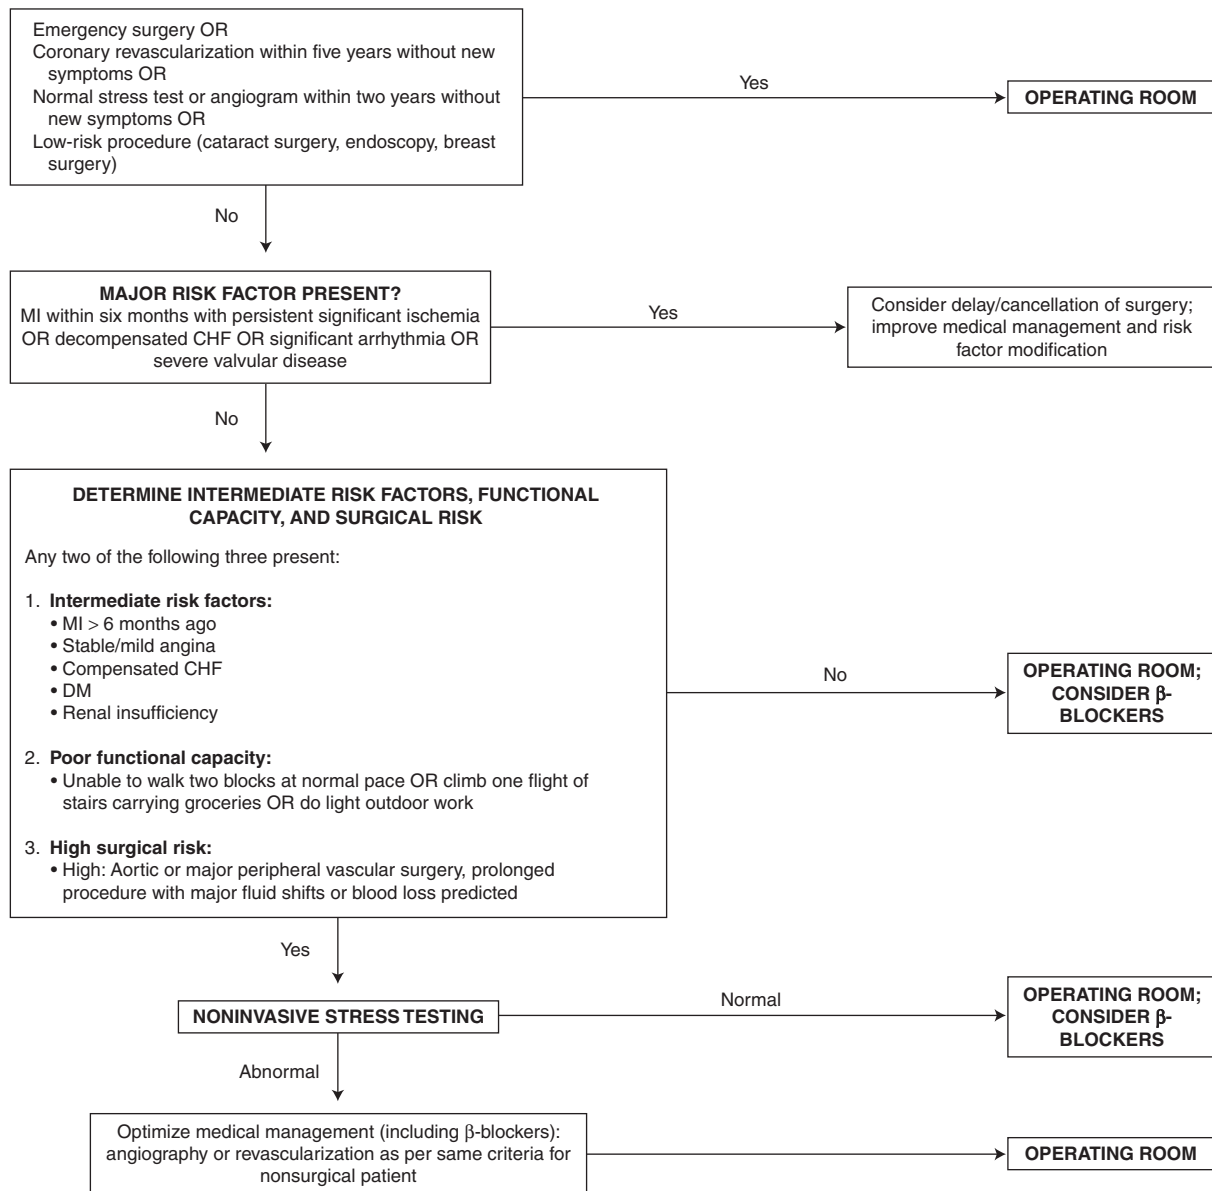 Emergency surgery OR
Coronary revascularization within five years without new
symptoms OR
Normal stress test or angiogram within two years without
new symptoms OR
Low-risk procedure (cataract surgery, endoscopy, breast
surgery)
Yes
OPERATING ROOM
No
MAJOR RISK FACTOR PRESENT?
MI within six months with persistent significant ischemia
OR decompensated CHF OR significant arrhythmia OR
severe valvular disease
Yes
Consider delay/cancellation of surgery;
improve medical management and risk
factor modification
No
DETERMINE INTERMEDIATE RISK FACTORS, FUNCTIONAL
CAPACITY, AND SURGICAL RISK
Any two of the following three present:
1. Intermediate risk factors:
• MI > 6 months ago
• Stable/mild angina
• Compensated CHF
• DM
• Renal insufficiency
2. Poor functional capacity:
• Unable to walk two blocks at normal pace OR climb one flight of
stairs carrying groceries OR do light outdoor work
3. High surgical risk:
• High: Aortic or major peripheral vascular surgery, prolonged
procedure with major fluid shifts or blood loss predicted
No
OPERATING ROOM;
CONSIDER β-
BLOCKERS
Yes
NONINVASIVE STRESS TESTING
Normal
OPERATING ROOM;
CONSIDER β-
BLOCKERS
Abnormal
Optimize medical management (including β-blockers):
angiography or revascularization as per same criteria for
nonsurgical patient
OPERATING ROOM